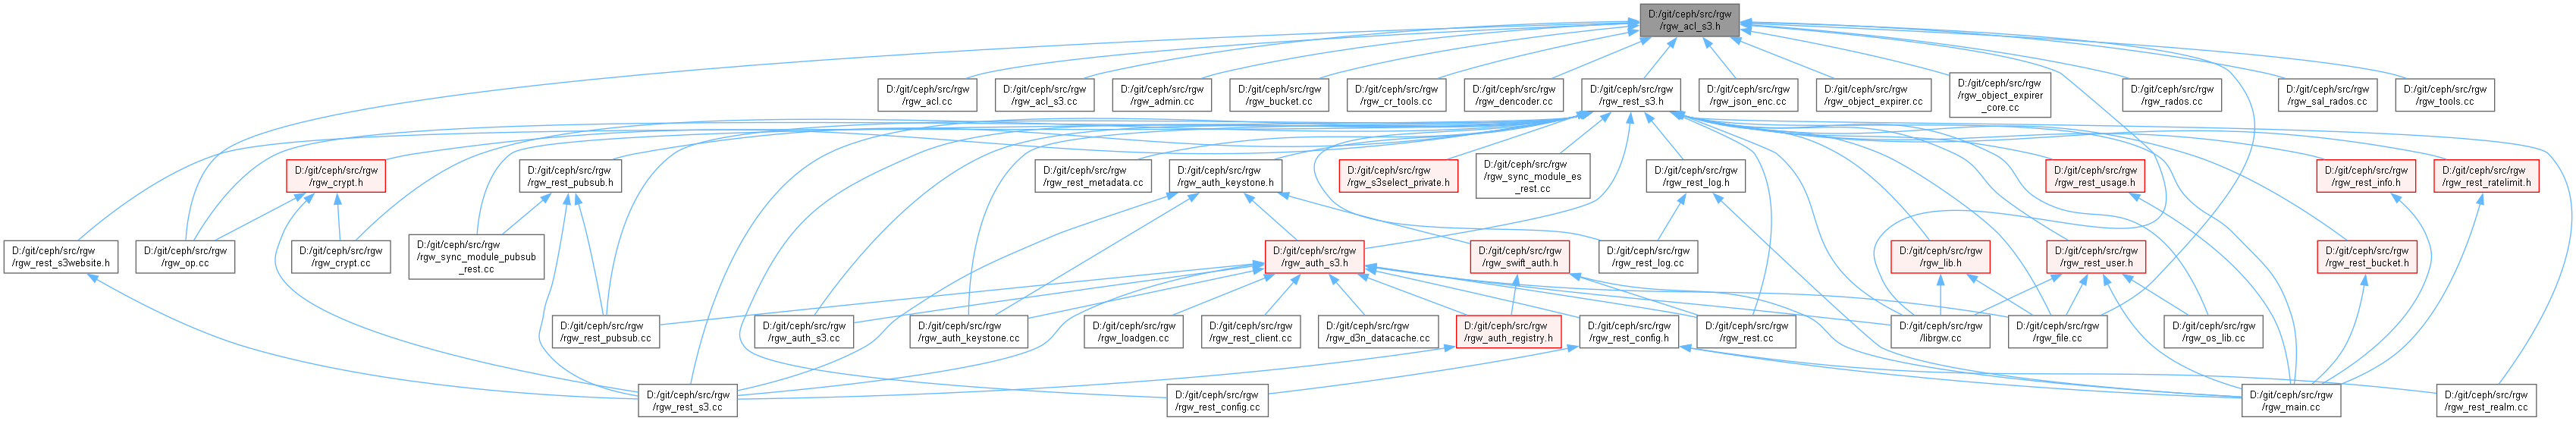 D:/git/ceph/src/rgw
/rgw_acl_s3.h
D:/git/ceph/src/rgw
/rgw_acl.cc
D:/git/ceph/src/rgw
/rgw_acl_s3.cc
D:/git/ceph/src/rgw
/rgw_admin.cc
D:/git/ceph/src/rgw
/rgw_bucket.cc
D:/git/ceph/src/rgw
/rgw_cr_tools.cc
D:/git/ceph/src/rgw
/rgw_dencoder.cc
D:/git/ceph/src/rgw
/rgw_rest_s3.h
D:/git/ceph/src/rgw
/rgw_json_enc.cc
D:/git/ceph/src/rgw
/rgw_object_expirer.cc
D:/git/ceph/src/rgw
/rgw_object_expirer
_core.cc
D:/git/ceph/src/rgw
/rgw_rados.cc
D:/git/ceph/src/rgw
/rgw_sal_rados.cc
D:/git/ceph/src/rgw
/rgw_tools.cc
D:/git/ceph/src/rgw
/rgw_crypt.h
D:/git/ceph/src/rgw
/rgw_rest_pubsub.h
D:/git/ceph/src/rgw
/rgw_rest_metadata.cc
D:/git/ceph/src/rgw
/rgw_auth_keystone.h
D:/git/ceph/src/rgw
/rgw_s3select_private.h
D:/git/ceph/src/rgw
/rgw_sync_module_es
_rest.cc
D:/git/ceph/src/rgw
/rgw_rest_log.h
D:/git/ceph/src/rgw
/rgw_rest_usage.h
D:/git/ceph/src/rgw
/rgw_rest_info.h
D:/git/ceph/src/rgw
/rgw_rest_ratelimit.h
D:/git/ceph/src/rgw
/rgw_rest_s3website.h
D:/git/ceph/src/rgw
/rgw_op.cc
D:/git/ceph/src/rgw
/rgw_crypt.cc
D:/git/ceph/src/rgw
/rgw_sync_module_pubsub
_rest.cc
D:/git/ceph/src/rgw
/rgw_auth_s3.h
D:/git/ceph/src/rgw
/rgw_swift_auth.h
D:/git/ceph/src/rgw
/rgw_rest_log.cc
D:/git/ceph/src/rgw
/rgw_lib.h
D:/git/ceph/src/rgw
/rgw_rest_user.h
D:/git/ceph/src/rgw
/rgw_rest_bucket.h
D:/git/ceph/src/rgw
/rgw_rest_pubsub.cc
D:/git/ceph/src/rgw
/rgw_auth_s3.cc
D:/git/ceph/src/rgw
/rgw_auth_keystone.cc
D:/git/ceph/src/rgw
/rgw_loadgen.cc
D:/git/ceph/src/rgw
/rgw_rest_client.cc
D:/git/ceph/src/rgw
/rgw_d3n_datacache.cc
D:/git/ceph/src/rgw
/rgw_auth_registry.h
D:/git/ceph/src/rgw
/rgw_rest_config.h
D:/git/ceph/src/rgw
/rgw_rest.cc
D:/git/ceph/src/rgw
/librgw.cc
D:/git/ceph/src/rgw
/rgw_file.cc
D:/git/ceph/src/rgw
/rgw_os_lib.cc
D:/git/ceph/src/rgw
/rgw_rest_s3.cc
D:/git/ceph/src/rgw
/rgw_rest_config.cc
D:/git/ceph/src/rgw
/rgw_main.cc
D:/git/ceph/src/rgw
/rgw_rest_realm.cc